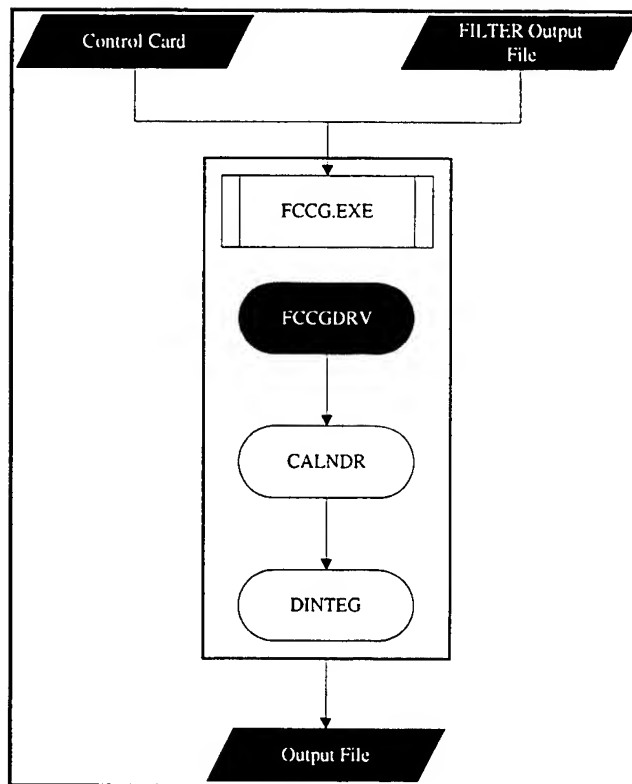 Control Card
FILTER Output
File
FCCG.EXE
FCCGDRV
CALNDR
DINTEG
Output File